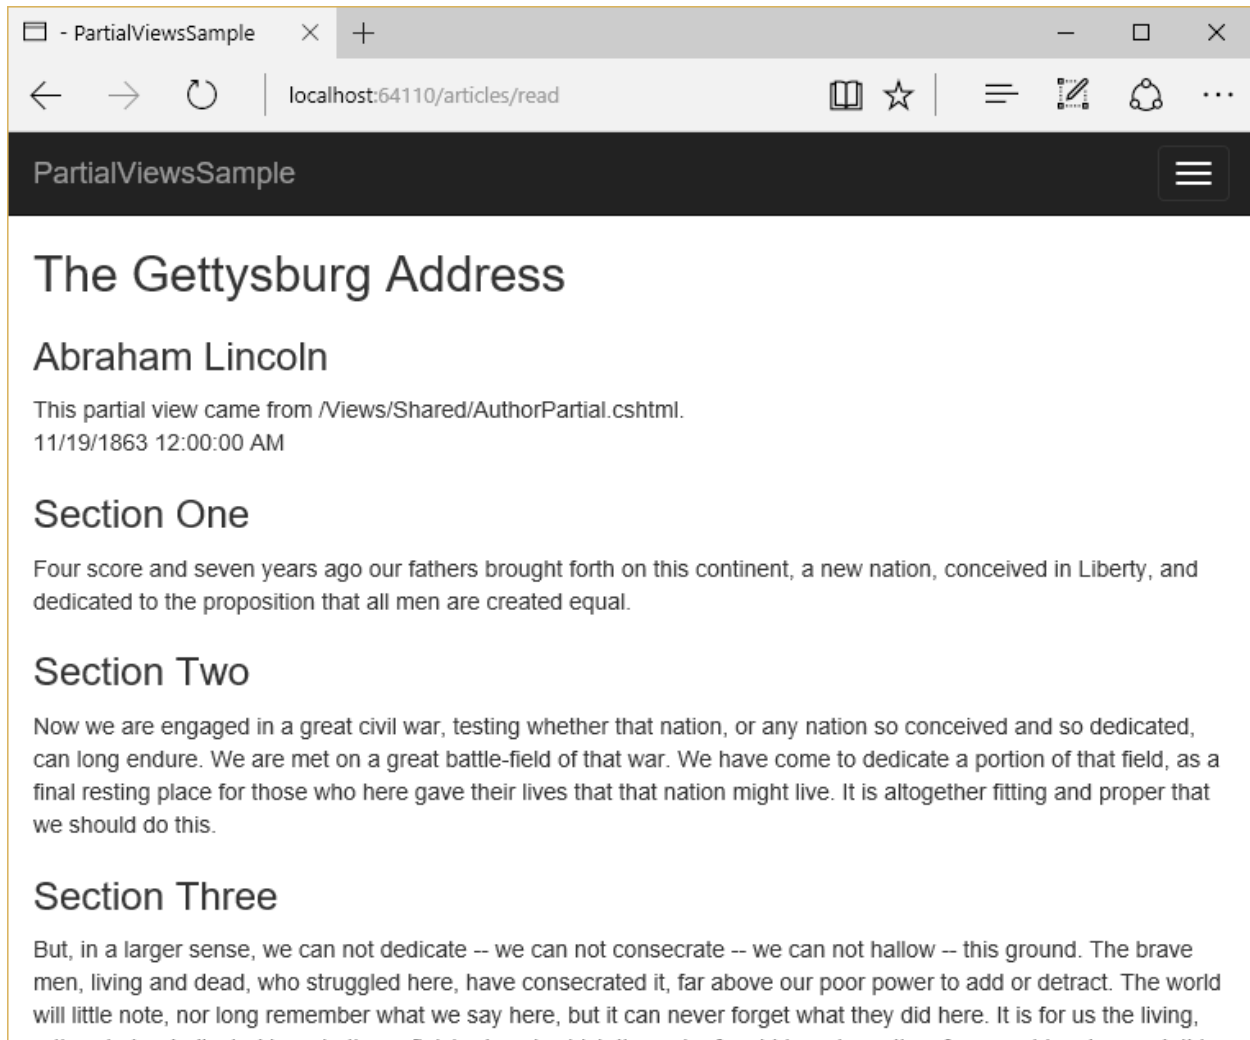 - PartialViewsSample
localhost:64110/articles/read
PartialViewsSample
The Gettysburg Address
Abraham Lincoln
This partial view came from /Views/Shared/AuthorPartial.cshtml.
11/19/1863 12:00:00 AM
Section One
Four score and seven years ago our fathers brought forth on this continent, a new nation, conceived in Liberty, and
dedicated to the proposition that all men are created equal.
Section Two
Now we are engaged in a great civil war, testing whether that nation, or any nation so conceived and so dedicated,
can long endure. We are met on a great battle-field of that war. We have come to dedicate a portion of that field, as a
final resting place for those who here gave their lives that that nation might live. It is altogether fitting and proper that
we should do this.
Section Three
But, in a larger sense, we can not dedicate -- we can not consecrate -- we can not hallow -- this ground. The brave
men, living and dead, who struggled here, have consecrated it, far above our poor power to add or detract. The world
will little note, nor long remember what we say here, but it can never forget what they did here. It is for us the living,